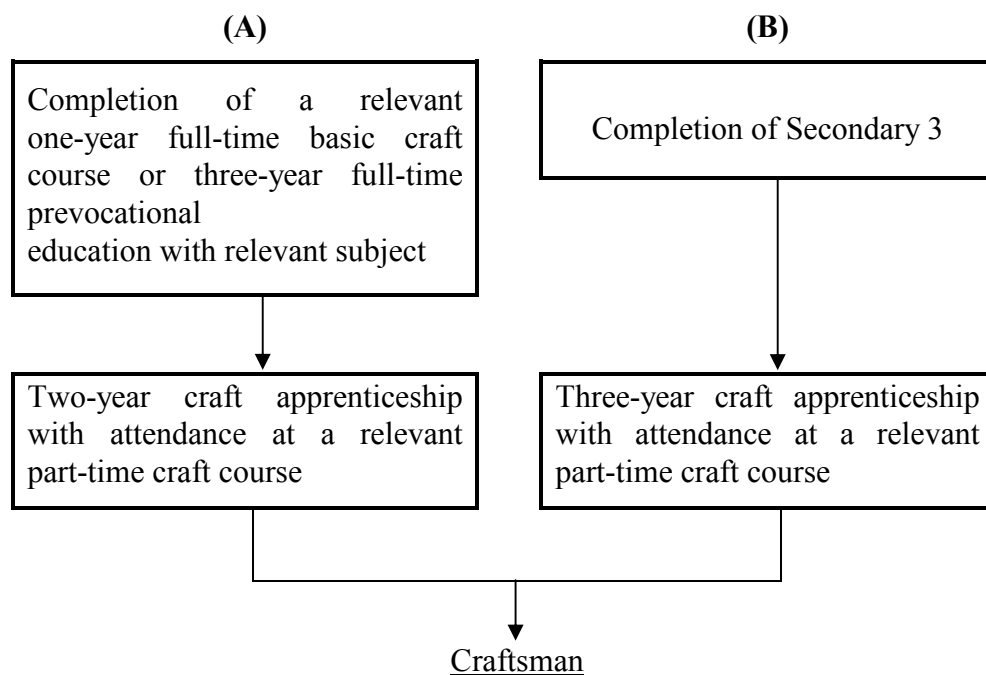 (A)
Completion of a relevant
one-year full-time basic craft
course or three-year full-time
prevocational
education with relevant subject
Two-year craft apprenticeship
with attendance at a relevant
part-time craft course
(B)
Completion of Secondary 3
Three-year craft apprenticeship
with attendance at a relevant
part-time craft course
Craftsman